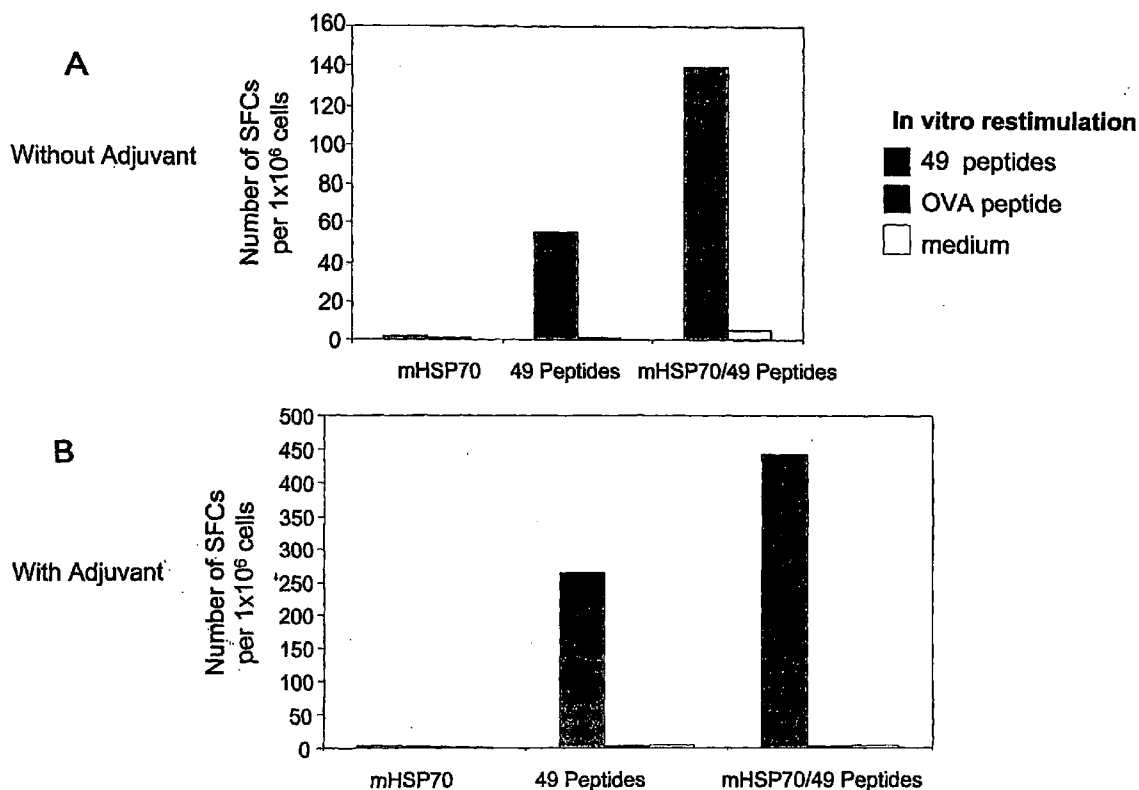 A
Without Adjuvant
Number of SFCs
per 1x10⁶ cells
160
140
120
100
80
60
40
20
0
mHSP70 49 Peptides mHSP70/49 Peptides
In vitro restimulation
49 peptides
OVA peptide
medium
B
With Adjuvant
Number of SFCs
per 1x10⁶ cells
500
450
400
350
300
250
200
150
100
50
0
mHSP70 49 Peptides mHSP70/49 Peptides